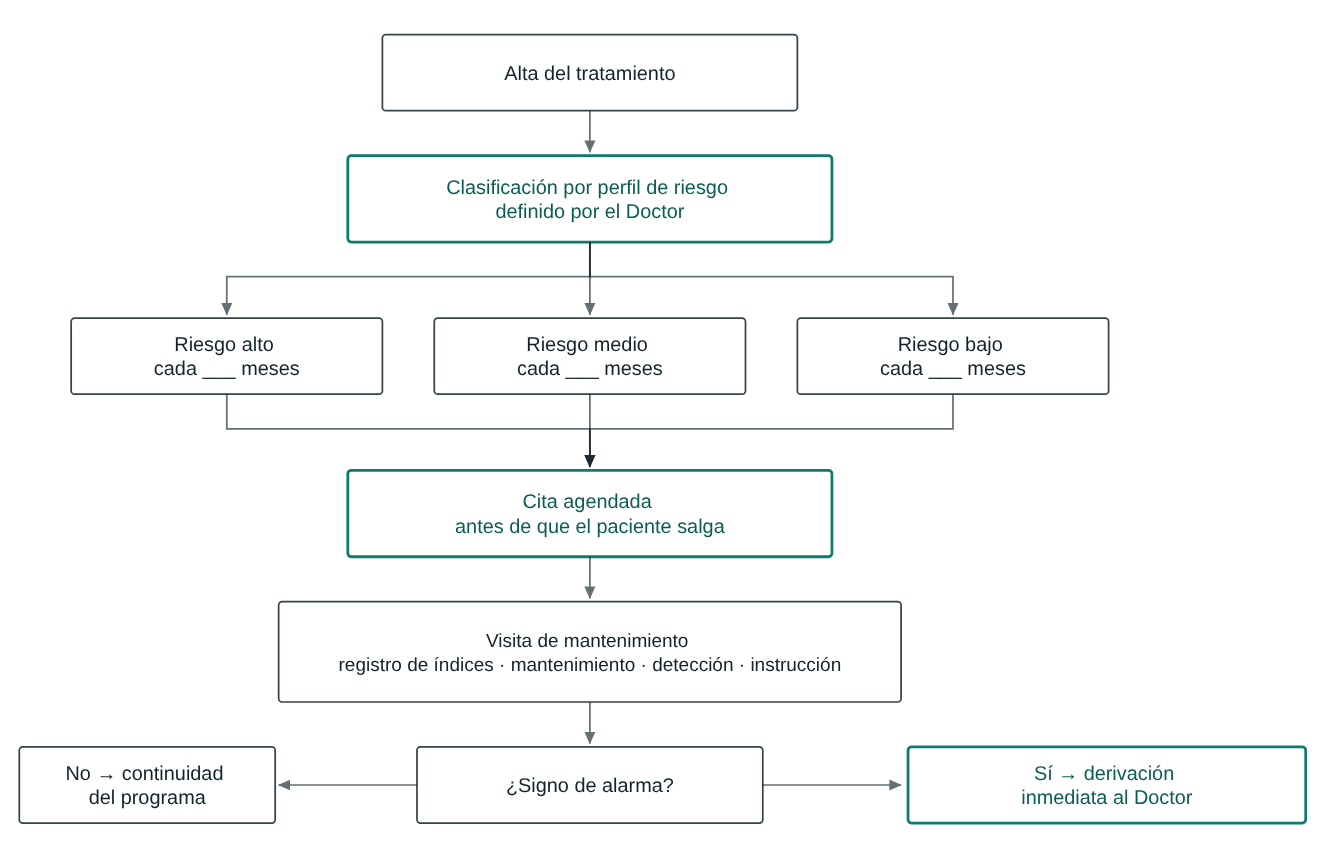 Alta del tratamiento
Clasificación por perfil de riesgo
definido por el Doctor
Riesgo alto
cada ___ meses
Riesgo medio
cada ___ meses
Riesgo bajo
cada ___ meses
Cita agendada
antes de que el paciente salga
Visita de mantenimiento
registro de índices · mantenimiento · detección · instrucción
No → continuidad
del programa
¿Signo de alarma?
Sí → derivación
inmediata al Doctor